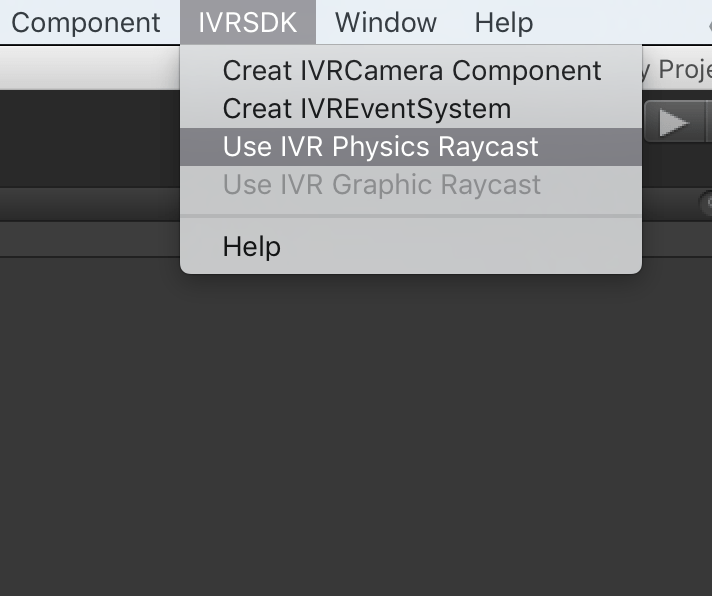 Component IVRSDK Window Help
y Proje
Creat IVRCamera Component
Creat IVREventSystem
Use IVR Physics Raycast
Use IVR Graphic Raycast
Help